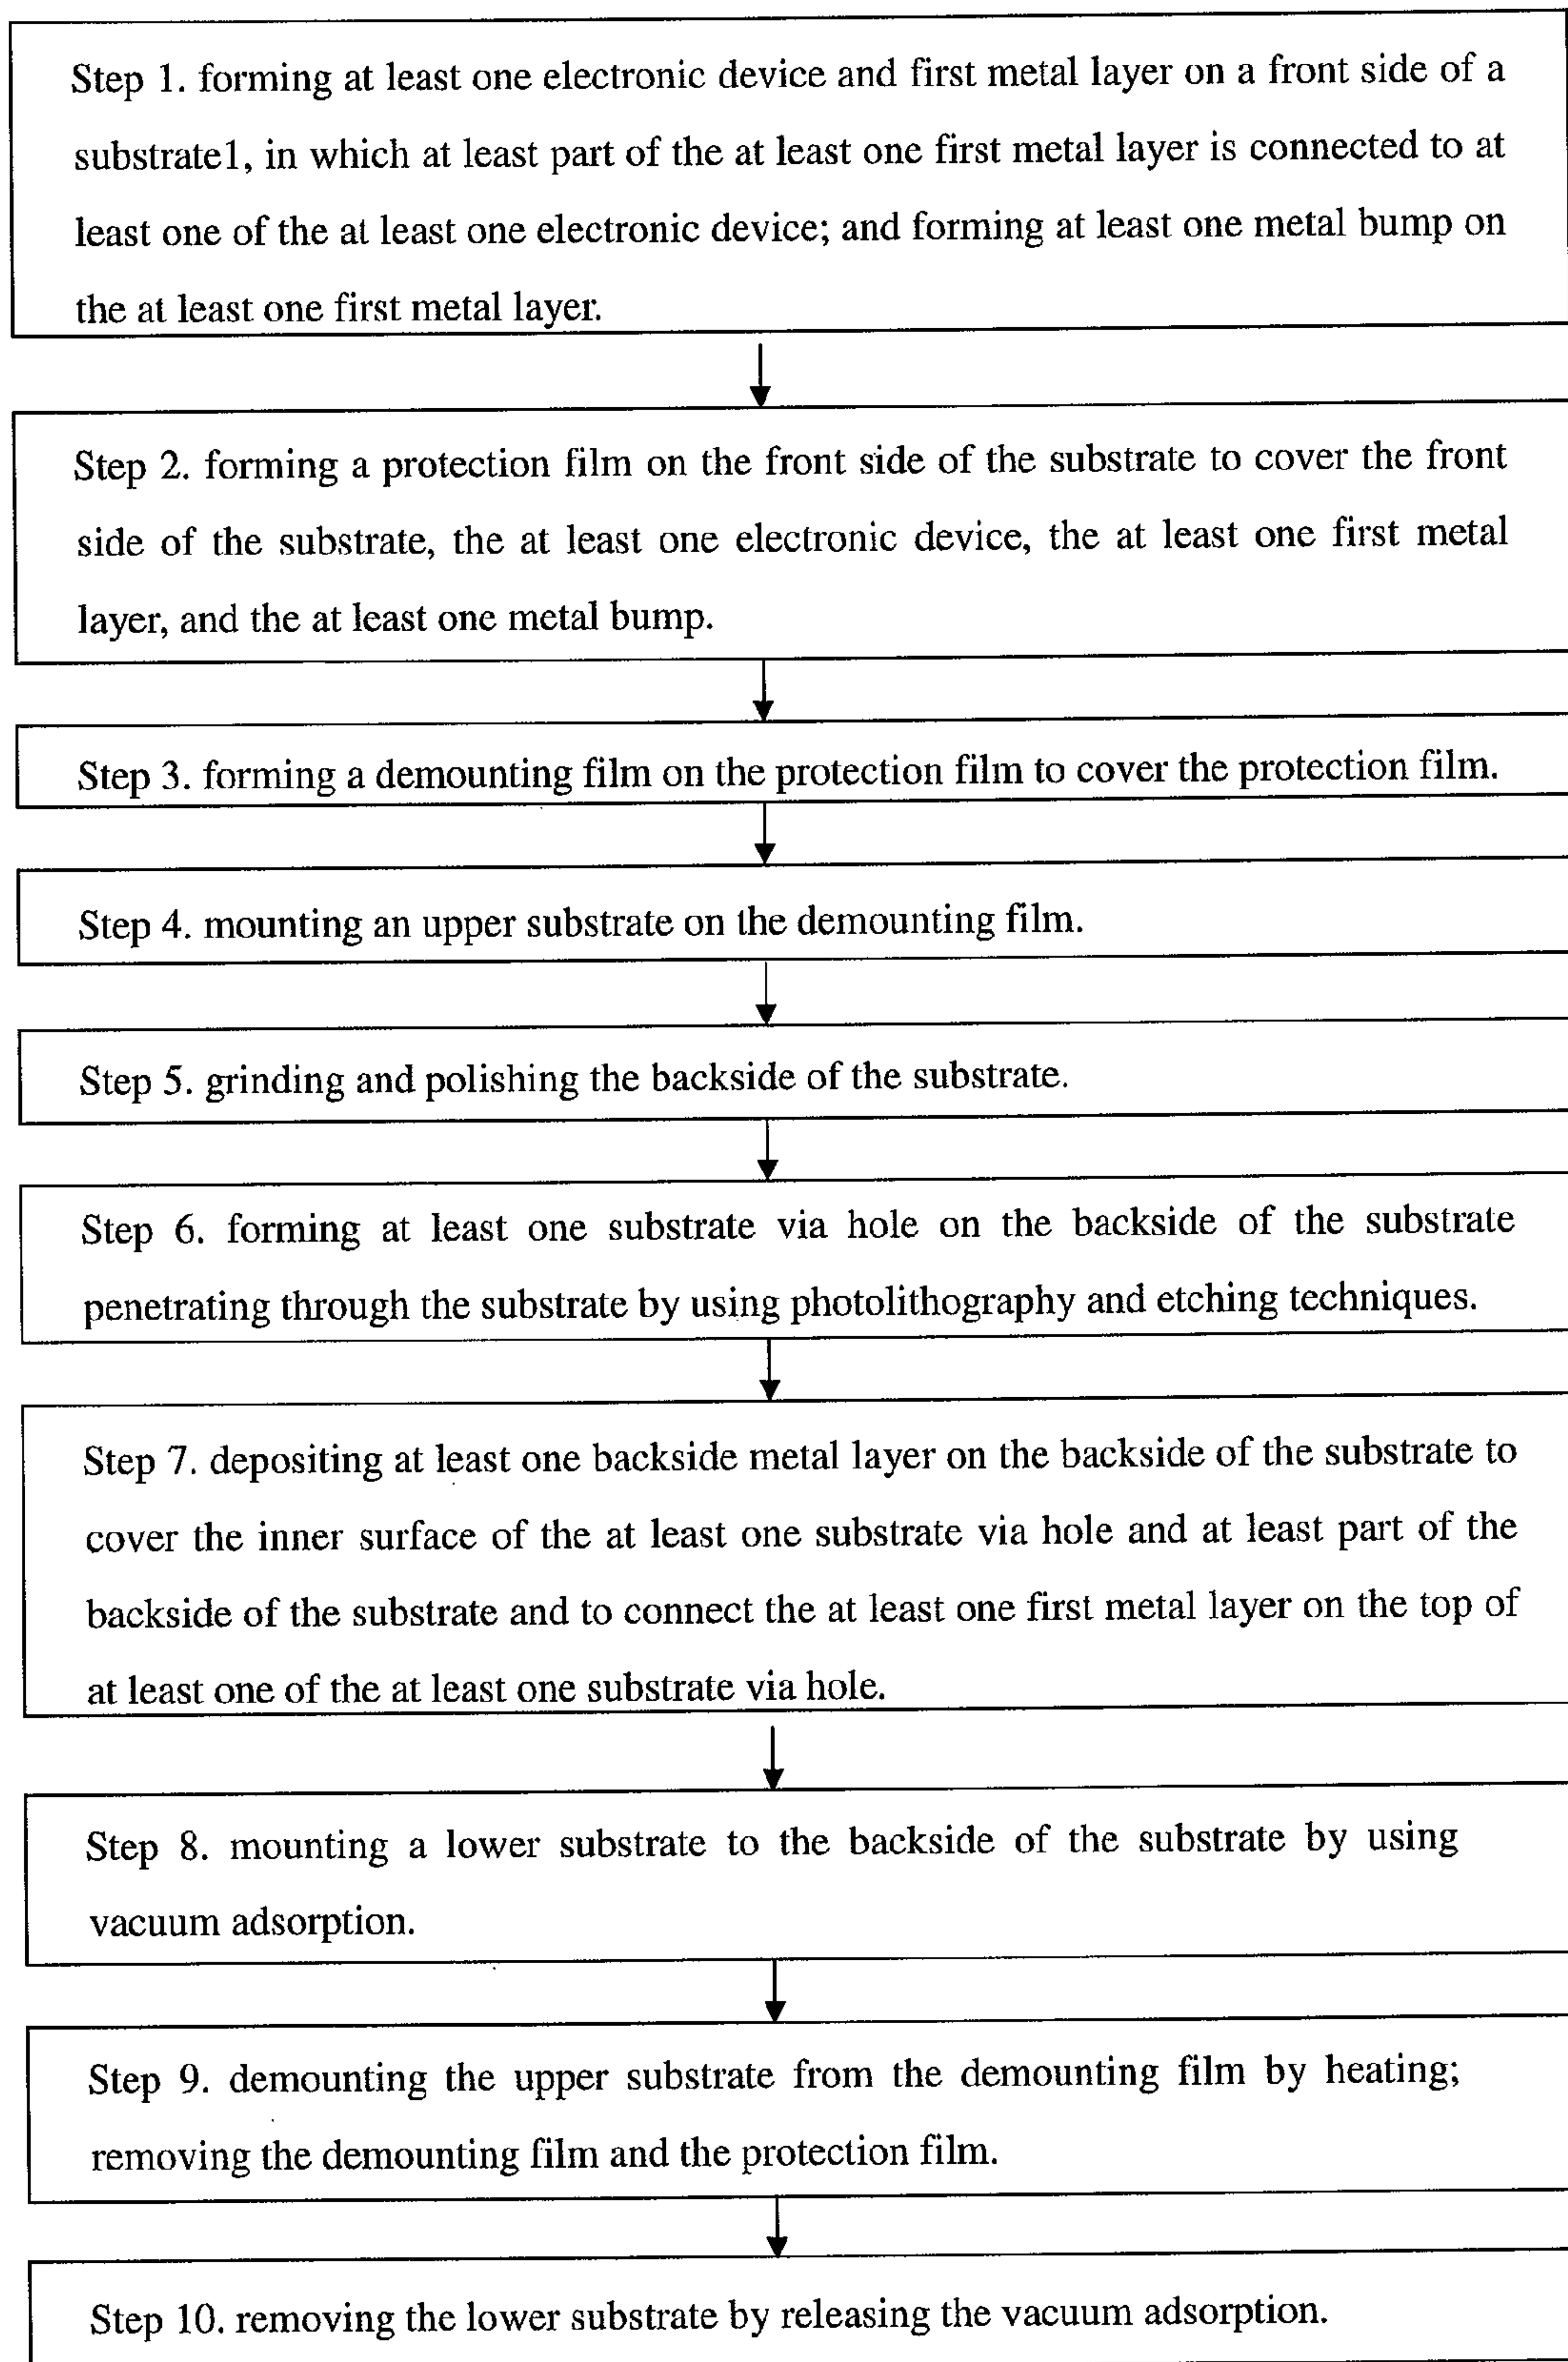 Step 1. forming at least one electronic device and first metal layer on a front side of a
substrate1, in which at least part of the at least one first metal layer is connected to at
least one of the at least one electronic device; and forming at least one metal bump on
the at least one first metal layer.
Step 2. forming a protection film on the front side of the substrate to cover the front
side of the substrate, the at least one electronic device, the at least one first metal
layer, and the at least one metal bump.
Step 3. forming a demounting film on the protection film to cover the protection film.
Step 4. mounting an upper substrate on the demounting film.
Step 5. grinding and polishing the backside of the substrate.
Step 6. forming at least one substrate via hole on the backside of the substrate
penetrating through the substrate by using photolithography and etching techniques.
Step 7. depositing at least one backside metal layer on the backside of the substrate to
cover the inner surface of the at least one substrate via hole and at least part of the
backside of the substrate and to connect the at least one first metal layer on the top of
at least one of the at least one substrate via hole.
Step 8. mounting a lower substrate to the backside of the substrate by using
vacuum adsorption.
Step 9. demounting the upper substrate from the demounting film by heating;
removing the demounting film and the protection film.
Step 10. removing the lower substrate by releasing the vacuum adsorption.